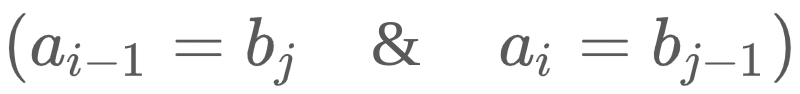 (a_{i-1} = b_j & a_i = b_{j-1})